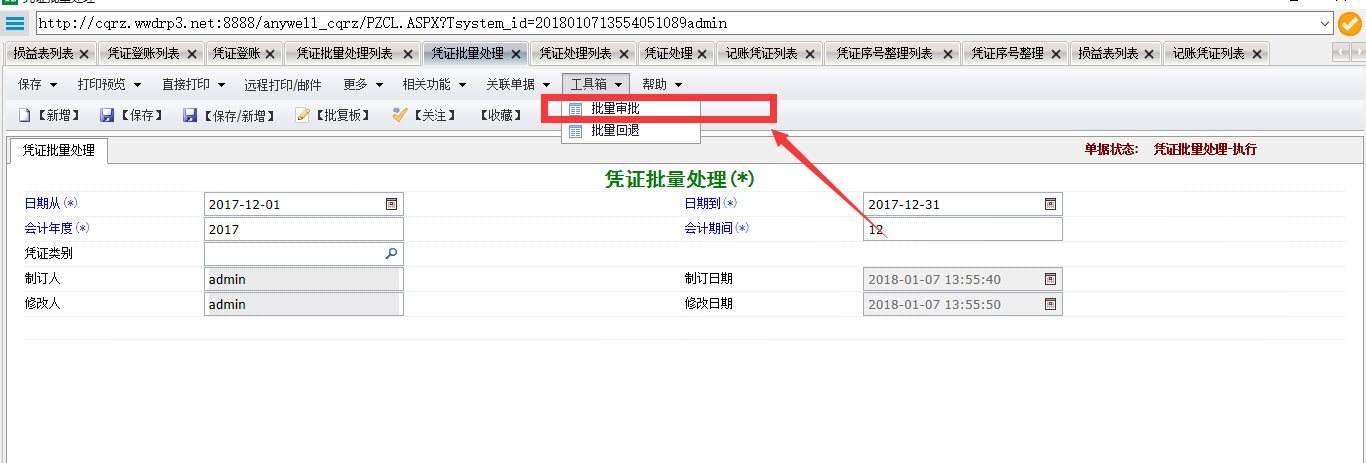 凭证批量处理
http://cqrz.wwdrp3.net:8888/anywell_cqrz/PZCL.ASPX?Tsystem_id=2018010713554051089admin
损益表列表 凭证登账列表 凭证登账 凭证批量处理列表 凭证批量处理 凭证处理列表 凭证处理 记账凭证列表 凭证序号整理列表 凭证序号整理 损益表列表 记账凭证列表
保存 打印预览 直接打印 远程打印/邮件 更多 相关功能 关联单据 工具箱 帮助
【新增】 【保存】 【保存/新增】 【批复板】 【关注】 【收藏】 批量审批
批量回退
凭证批量处理 单据状态: 凭证批量处理-执行
凭证批量处理(*)
日期从(*) 2017-12-01 日期到(*) 2017-12-31
会计年度(*) 2017 会计期间(*) 12
凭证类别
制订人 admin 制订日期 2018-01-07 13:55:40
修改人 admin 修改日期 2018-01-07 13:55:50